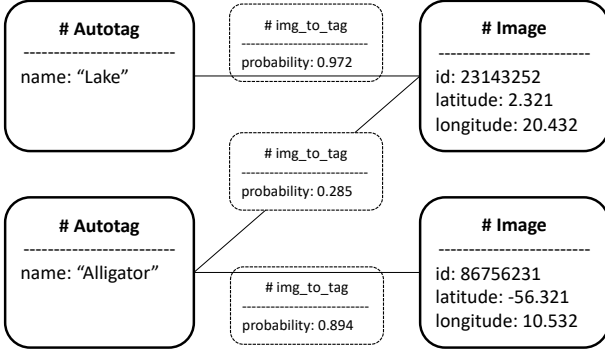 # Autotag
name: “Lake”
# img_to_tag
probability: 0.972
# Image
id: 23143252
latitude: 2.321
longitude: 20.432
# img_to_tag
probability: 0.285
# Autotag
name: “Alligator”
# img_to_tag
probability: 0.894
# Image
id: 86756231
latitude: -56.321
longitude: 10.532